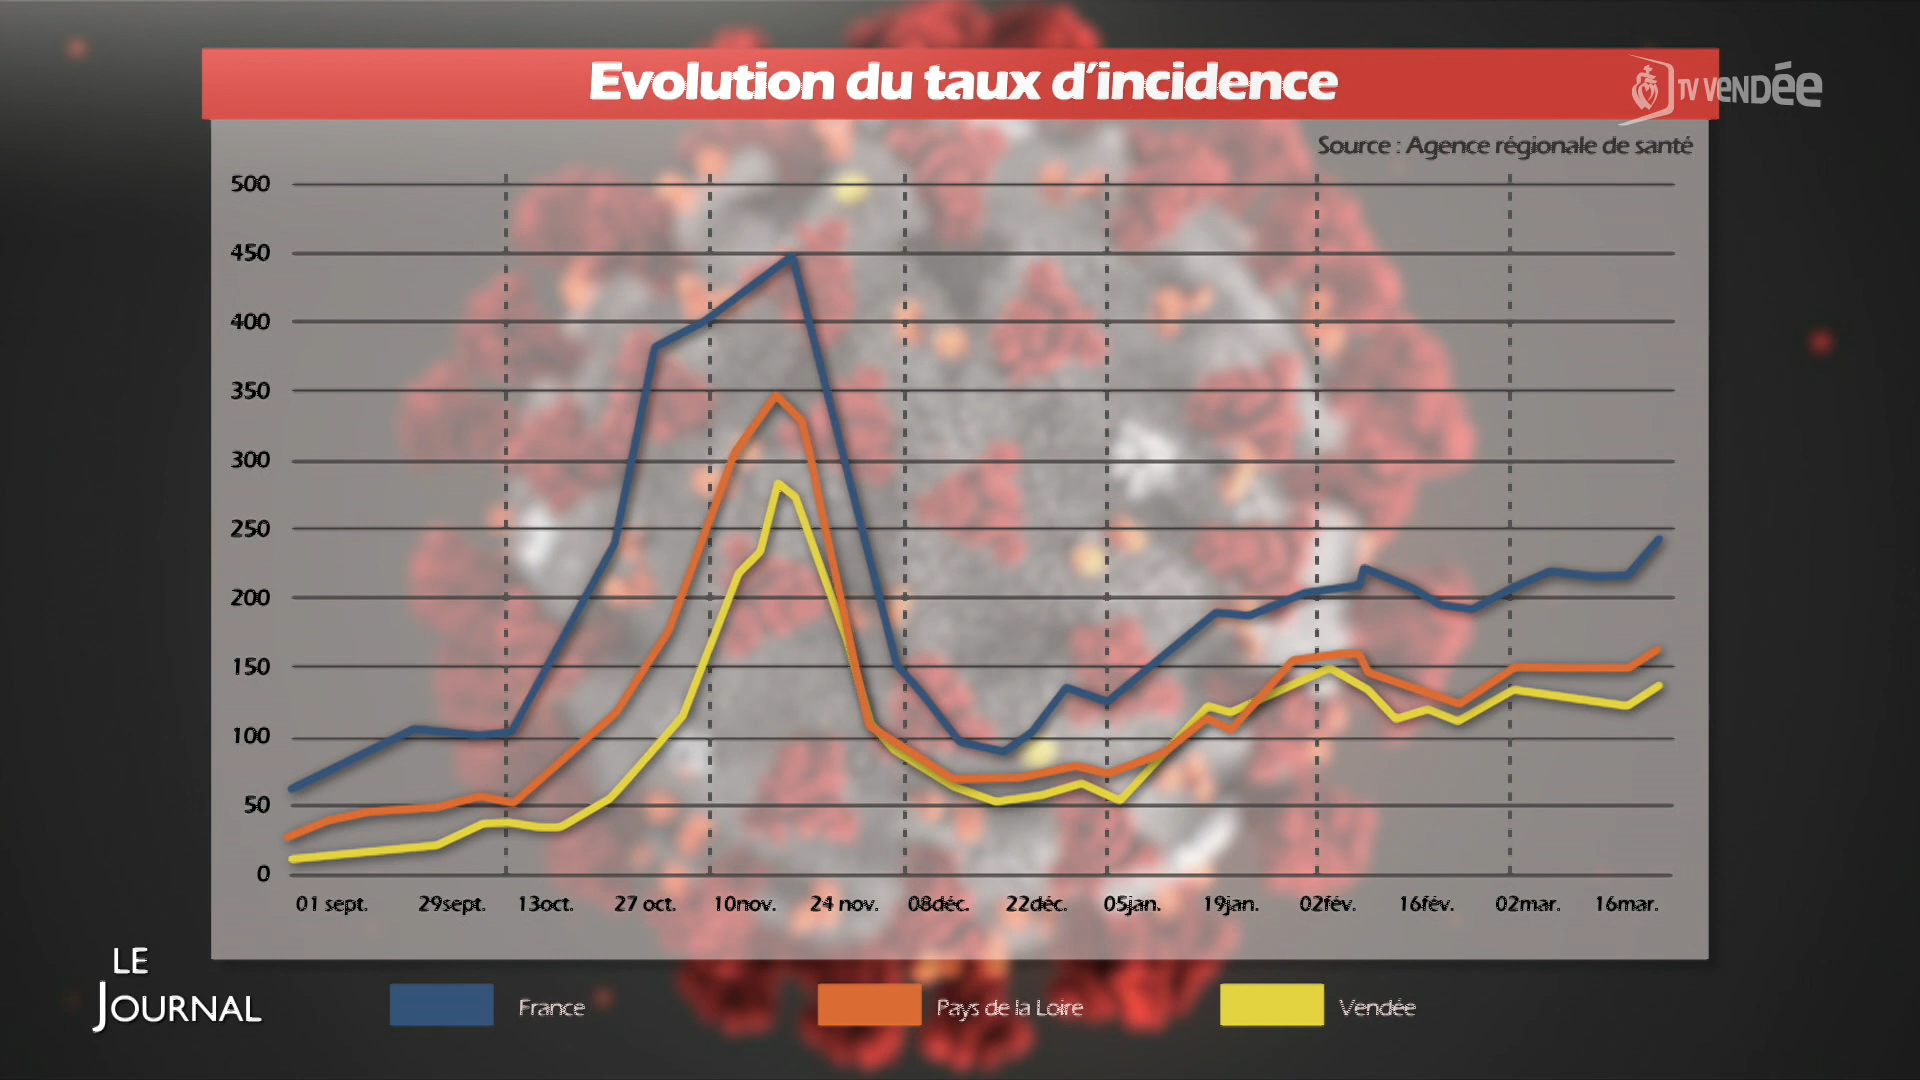 Evolution du taux d'incidence
TV VENDÉE
Source : Agence régionale de santé
500
450
400
350
300
250
200
150
100
50
0
01 sept. 29sept. 13oct. 27 oct. 10nov. 24 nov. 08déc. 22déc. 05jan. 19jan. 02fév. 16fév. 02mar. 16mar.
LE
JOURNAL
France Pays de la Loire Vendée